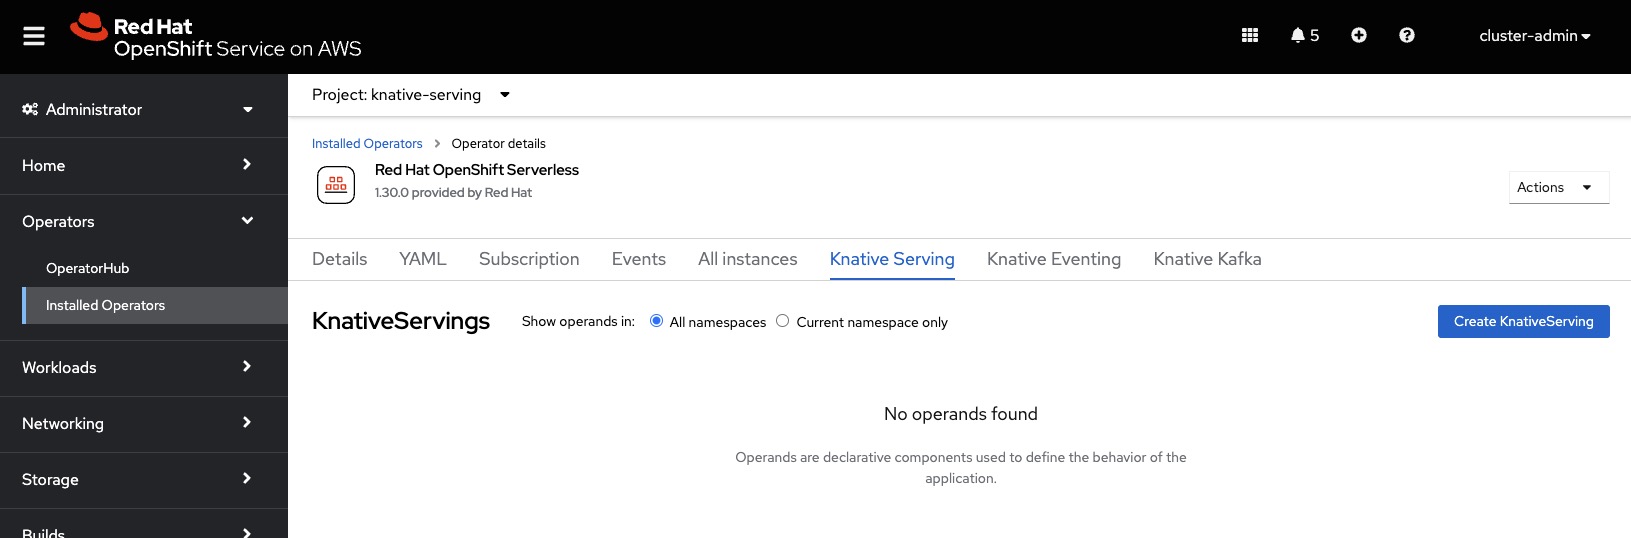 Red Hat
OpenShift Service on AWS
5
cluster-admin
Administrator
Project: knative-serving
Home
Installed Operators > Operator details
Red Hat OpenShift Serverless
1.30.0 provided by Red Hat
Actions
Operators
OperatorHub
Installed Operators
Details YAML Subscription Events All instances Knative Serving Knative Eventing Knative Kafka
KnativeServings Show operands in: All namespaces Current namespace only Create KnativeServing
Workloads
Networking
Storage
Builds
No operands found
Operands are declarative components used to define the behavior of the
application.